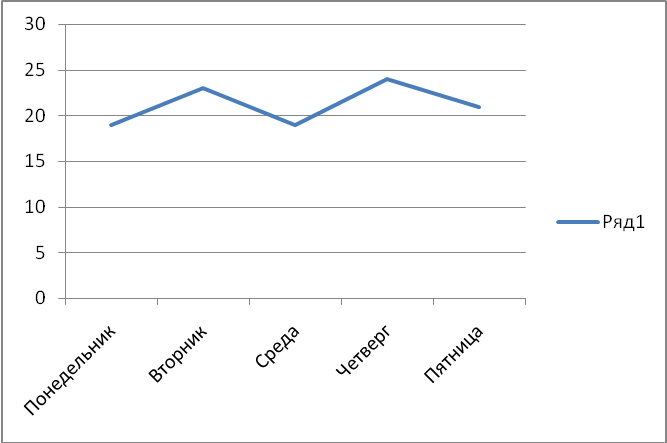 30
25
20
15
10
5
0
Понедельник
Вторник
Среда
Четверг
Пятница
Ряд1